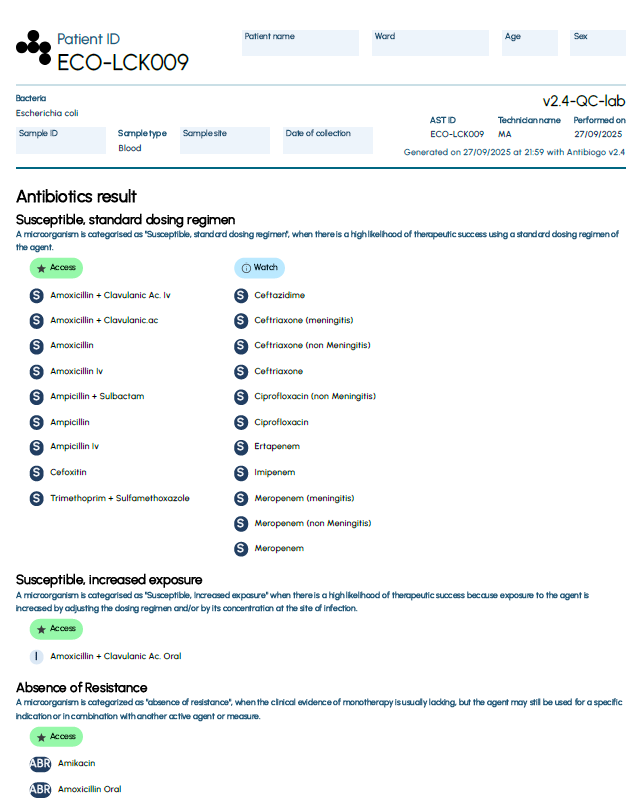 Patient ID
ECO-LCK009
Patient name
Ward
Age
Sex
Bacteria
Escherichia coli
v2.4-QC-lab
AST ID
Technician name
Performed on
ECO-LCK009
MA
27/09/2025
Sample ID
Sample type
Blood
Sample site
Date of collection
Generated on 27/09/2025 at 21:59 with Antibiogo v2.4
Antibiotics result
Susceptible, standard dosing regimen
A microorganism is categorised as "Susceptible, standard dosing regimen", when there is a high likelihood of therapeutic success using a standard dosing regimen of
the agent.
Access
S Amoxicillin + Clavulanic Ac. Iv
S Amoxicillin + Clavulanic.ac
S Amoxicillin
S Amoxicillin Iv
S Ampicillin + Sulbactam
S Ampicillin
S Ampicillin Iv
S Cefoxitin
S Trimethoprim + Sulfamethoxazole
Watch
S Ceftazidime
S Ceftriaxone (meningitis)
S Ceftriaxone (non Meningitis)
S Ceftriaxone
S Ciprofloxacin (non Meningitis)
S Ciprofloxacin
S Ertapenem
S Imipenem
S Meropenem (meningitis)
S Meropenem (non Meningitis)
S Meropenem
Susceptible, increased exposure
A microorganism is categorised as "Susceptible, Increased exposure" when there is a high likelihood of therapeutic success because exposure to the agent is
increased by adjusting the dosing regimen and/or by its concentration at the site of infection.
Access
I Amoxicillin + Clavulanic Ac. Oral
Absence of Resistance
A microorganism is categorized as "absence of resistance", when the clinical evidence of monotherapy is usually lacking, but the agent may still be used for a specific
indication or in combination with another active agent or measure.
Access
ABR Amikacin
ABR Amoxicillin Oral